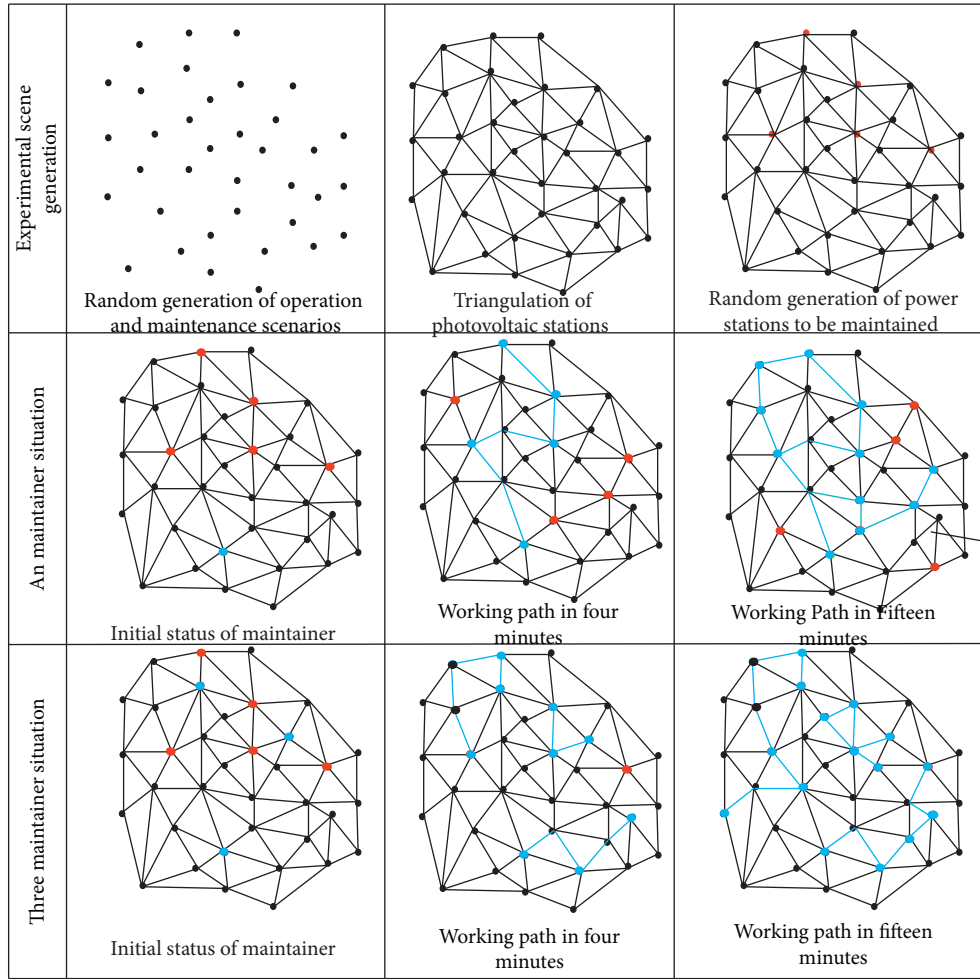 Experimental scene
generation
Random generation of operation
and maintenance scenarios
Triangulation of
photovoltaic stations
Random generation of power
stations to be maintained
An maintainer situation
Initial status of maintainer
Working path in four
minutes
Working Path in Fifteen
minutes
Three maintainer situation
Initial status of maintainer
Working path in four
minutes
Working path in fifteen
minutes